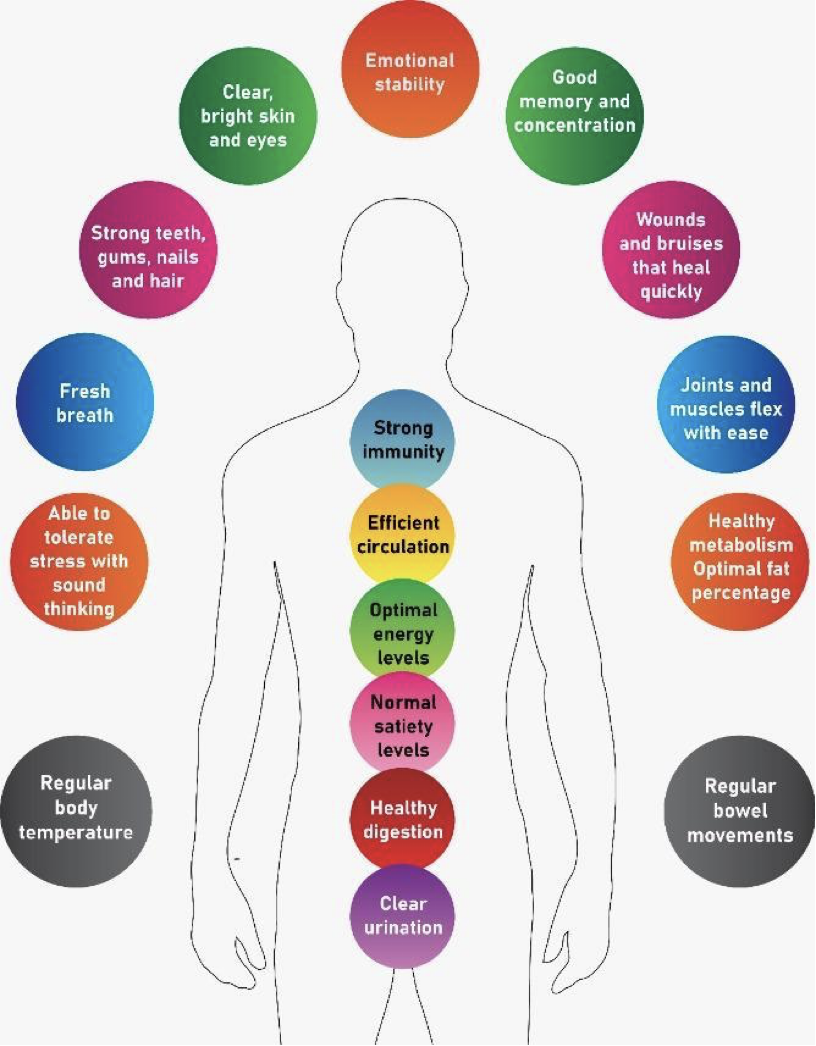 Emotional
stability
Clear,
bright skin
and eyes
Good
memory and
concentration
Strong teeth,
gums, nails
and hair
Wounds
and bruises
that heal
quickly
Fresh
breath
Joints and
muscles flex
with ease
Strong
immunity
Able to
tolerate
stress with
sound
thinking
Efficient
circulation
Healthy
metabolism
Optimal fat
percentage
Optimal
energy
levels
Normal
satiety
levels
Regular
body
temperature
Healthy
digestion
Regular
bowel
movements
Clear
urination